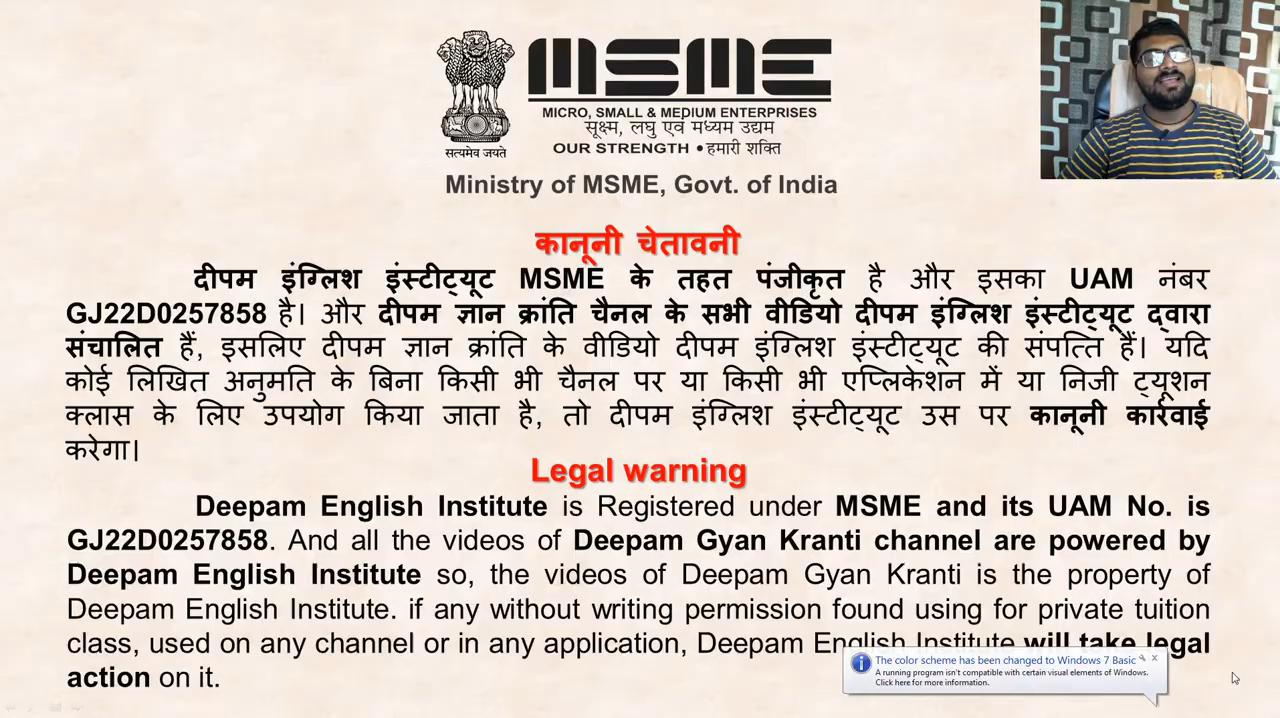 MSME
MICRO, SMALL & MEDIUM ENTERPRISES
सूक्ष्म, लघु एवं मध्यम उद्यम
सत्यमेव जयते
OUR STRENGTH • हमारी शक्ति
Ministry of MSME, Govt. of India
कानूनी चेतावनी
दीपम इंग्लिश इंस्टीट्यूट MSME के तहत पंजीकृत है और इसका UAM नंबर
GJ22D0257858 है। और दीपम ज्ञान क्रांति चैनल के सभी वीडियो दीपम इंग्लिश इंस्टीट्यूट द्वारा
संचालित हैं, इसलिए दीपम ज्ञान क्रांति के वीडियो दीपम इंग्लिश इंस्टीट्यूट की संपत्ति हैं। यदि
कोई लिखित अनुमति के बिना किसी भी चैनल पर या किसी भी एप्लिकेशन में या निजी ट्यूशन
क्लास के लिए उपयोग किया जाता है, तो दीपम इंग्लिश इंस्टीट्यूट उस पर कानूनी कार्रवाई
करेगा।
Legal warning
Deepam English Institute is Registered under MSME and its UAM No. is
GJ22D0257858. And all the videos of Deepam Gyan Kranti channel are powered by
Deepam English Institute so, the videos of Deepam Gyan Kranti is the property of
Deepam English Institute. if any without writing permission found using for private tuition
class, used on any channel or in any application, Deepam English Institute will take legal
action on it.
The color scheme has been changed to Windows 7 Basic
A running program isn't compatible with certain visual elements of Windows.
Click here for more information.